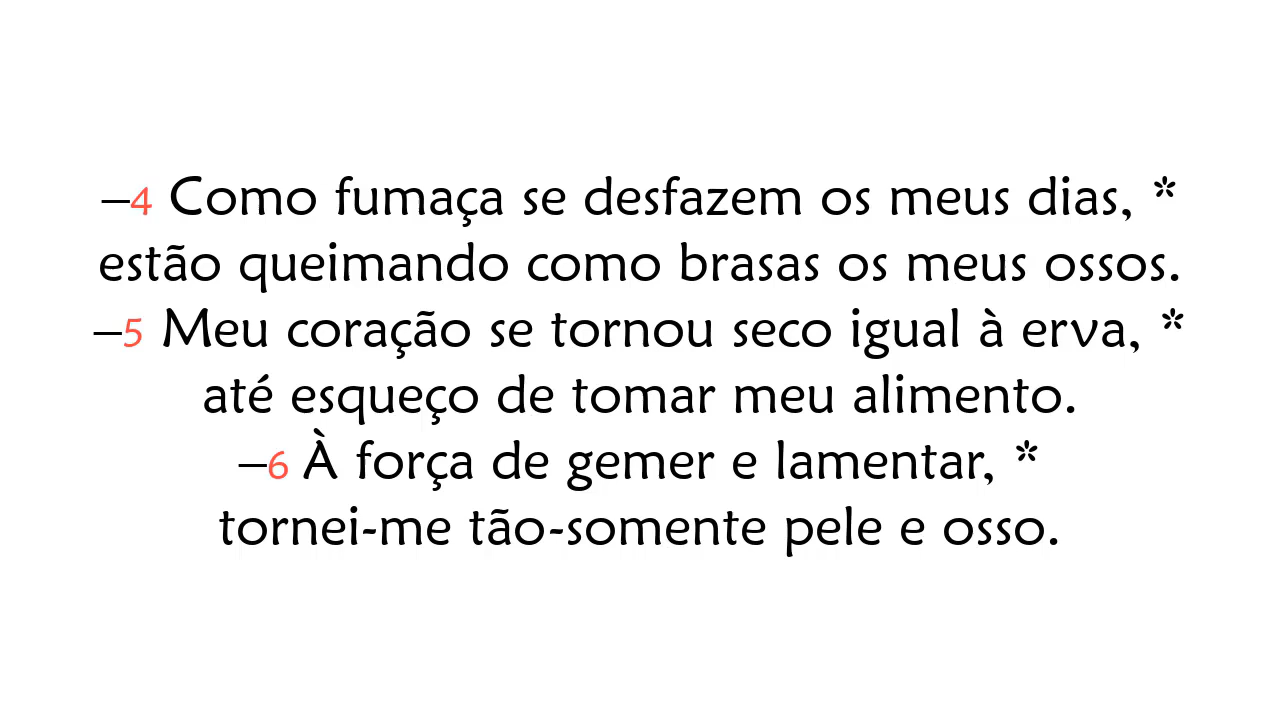 –4 Como fumaça se desfazem os meus dias, *
estão queimando como brasas os meus ossos.
–5 Meu coração se tornou seco igual à erva, *
até esqueço de tomar meu alimento.
–6 À força de gemer e lamentar, *
tornei-me tão-somente pele e osso.